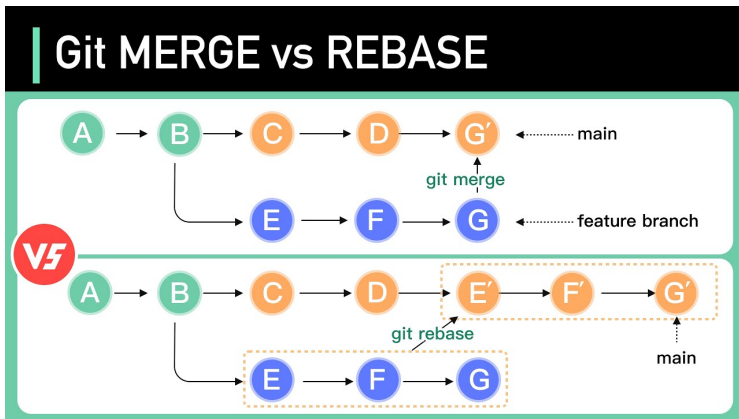 Git MERGE vs REBASE
A B C D G′ main
git merge
E F G feature branch
VS
A B C D E′ F′ G′
git rebase
main
E F G